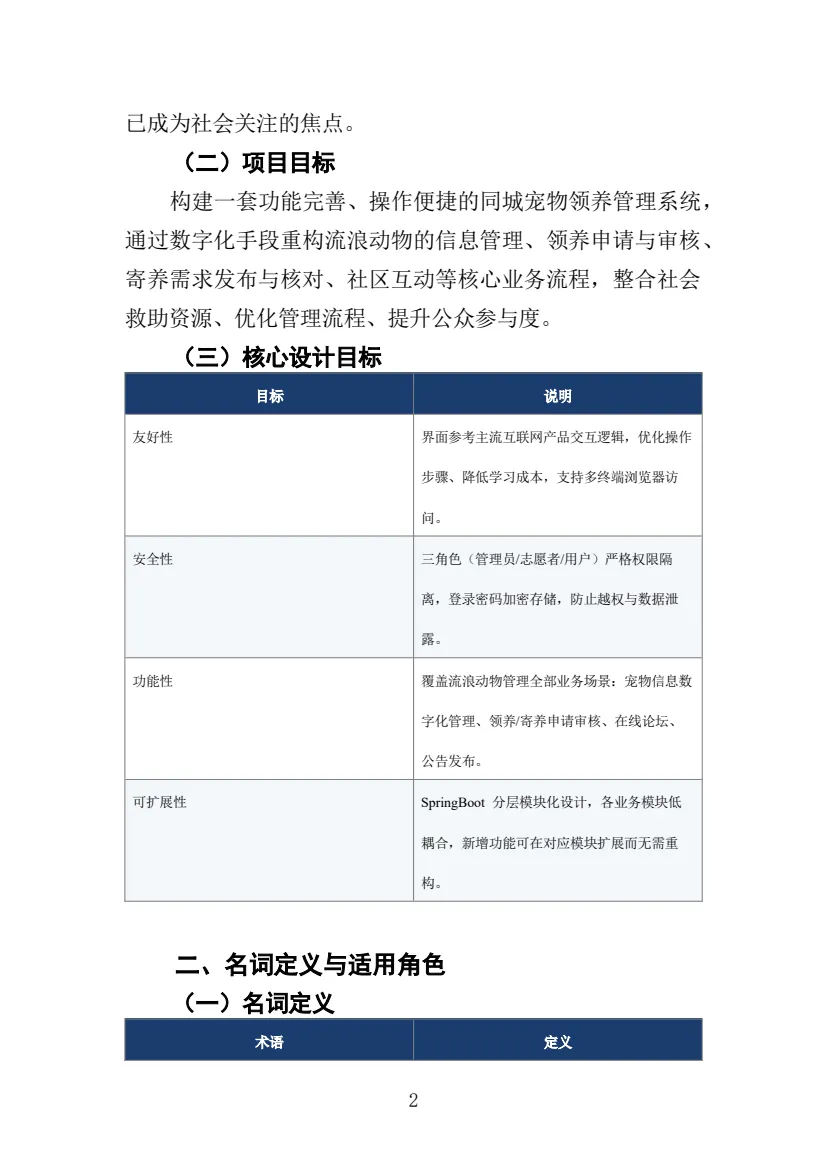 已成为社会关注的焦点。
（二）项目目标
构建一套功能完善、操作便捷的同城宠物领养管理系统，
通过数字化手段重构流浪动物的信息管理、领养申请与审核、
寄养需求发布与核对、社区互动等核心业务流程，整合社会
救助资源、优化管理流程、提升公众参与度。
（三）核心设计目标
目标 说明
友好性 界面参考主流互联网产品交互逻辑，优化操作
步骤、降低学习成本，支持多终端浏览器访
问。
安全性 三角色（管理员/志愿者/用户）严格权限隔
离，登录密码加密存储，防止越权与数据泄
露。
功能性 覆盖流浪动物管理全部业务场景：宠物信息数
字化管理、领养/寄养申请审核、在线论坛、
公告发布。
可扩展性 SpringBoot 分层模块化设计，各业务模块低
耦合，新增功能可在对应模块扩展而无需重
构。
二、名词定义与适用角色
（一）名词定义
术语 定义
2